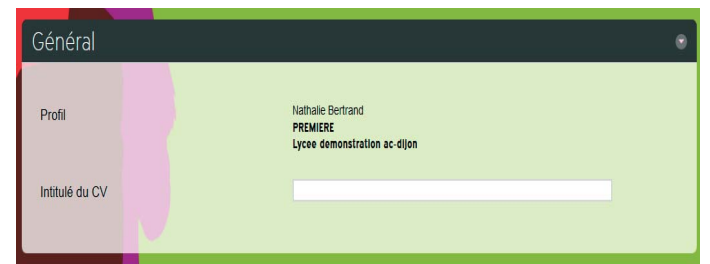 Général
Profil
Nathalie Bertrand
PREMIERE
Lycee demonstration ac-dijon
Intitulé du CV